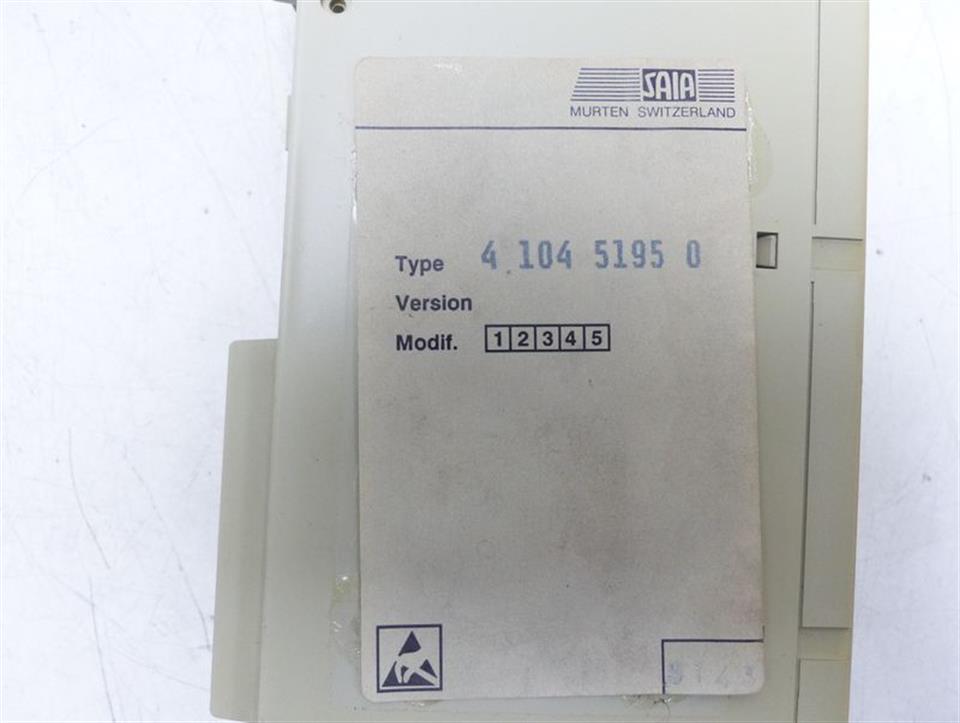 SAIA
MURTEN SWITZERLAND
Type 4 104 5195 0
Version
Modif. 1 2 3 4 5